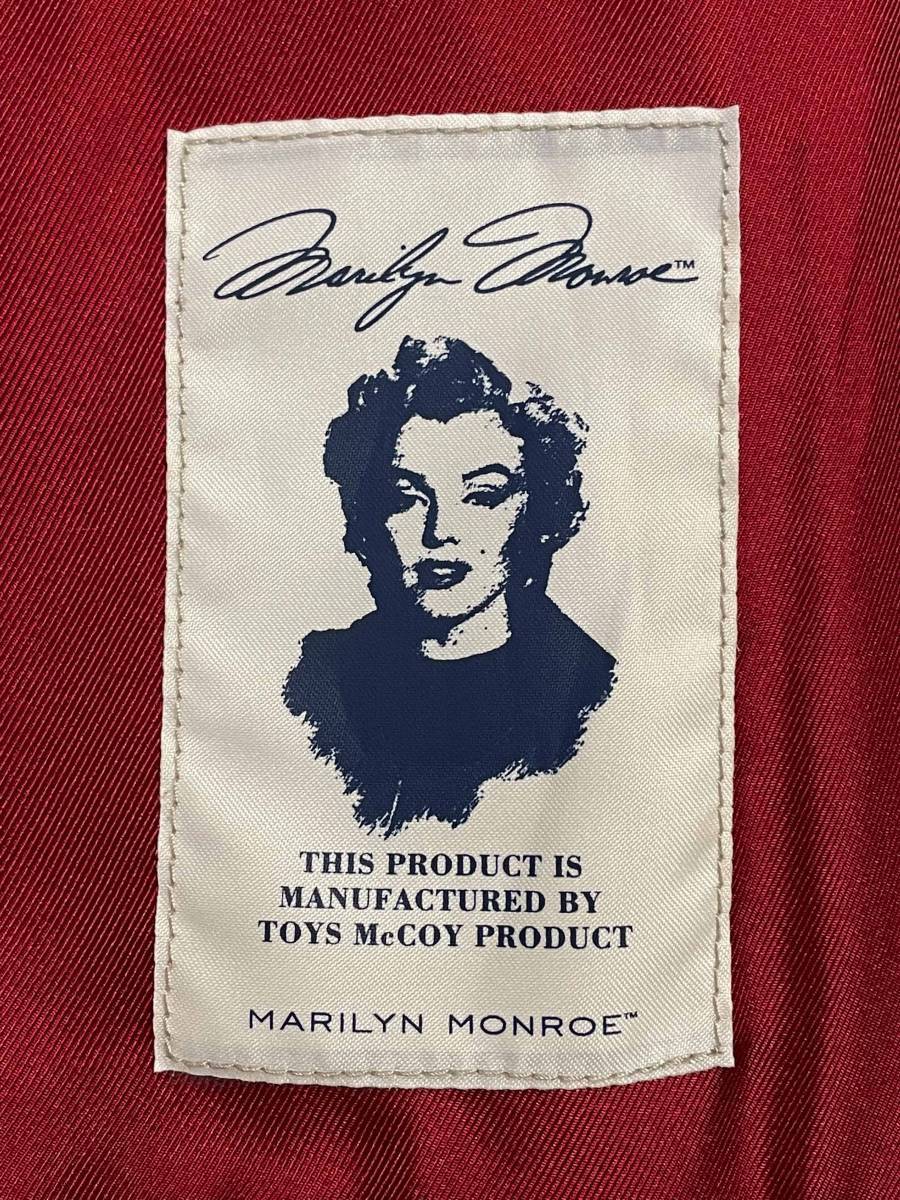 Marilyn Monroe™
THIS PRODUCT IS
MANUFACTURED BY
TOYS McCOY PRODUCT
MARILYN MONROE™